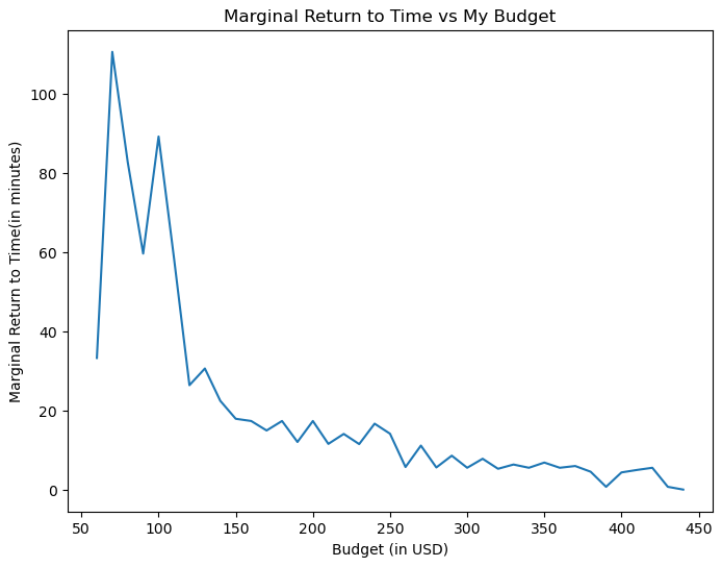 Marginal Return to Time vs My Budget
Marginal Return to Time(in minutes)
100
80
60
40
20
0
50 100 150 200 250 300 350 400 450
Budget (in USD)